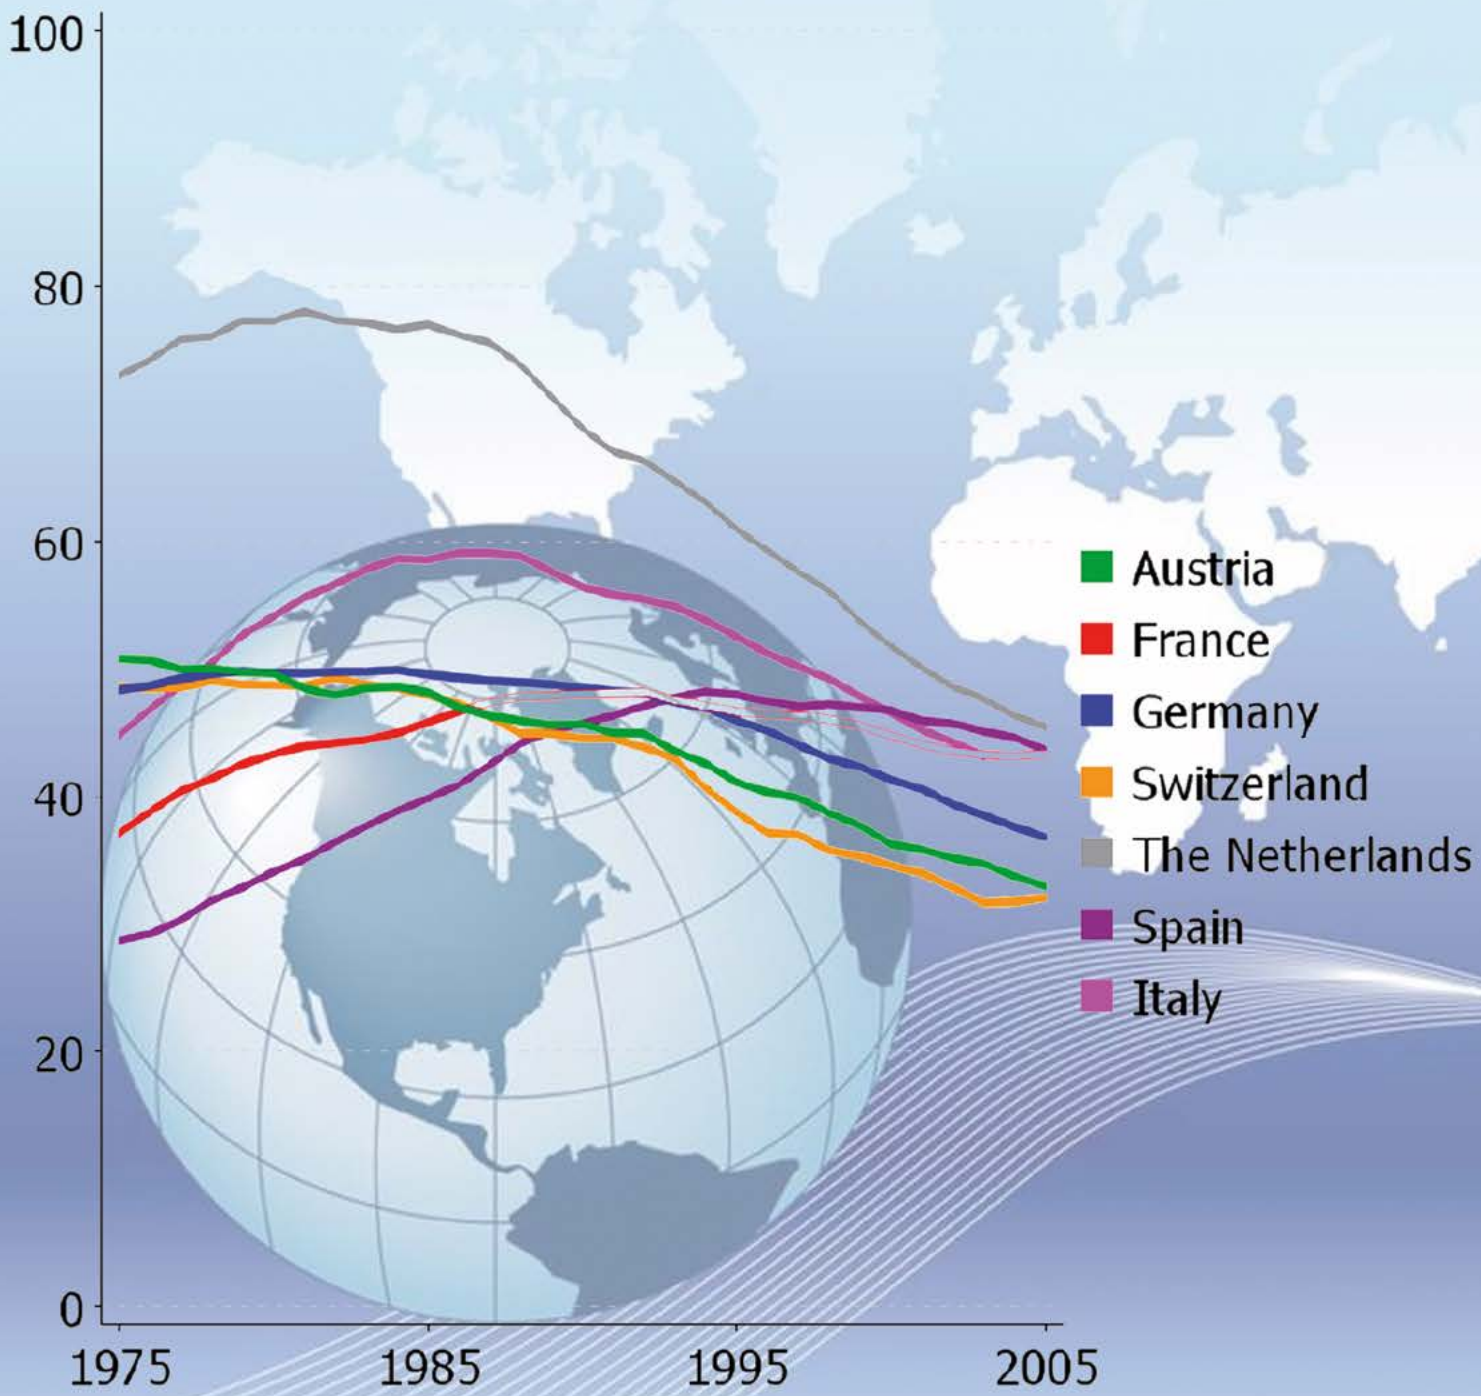 100
80
60
40
20
0
1975 1985 1995 2005
Austria
France
Germany
Switzerland
The Netherlands
Spain
Italy